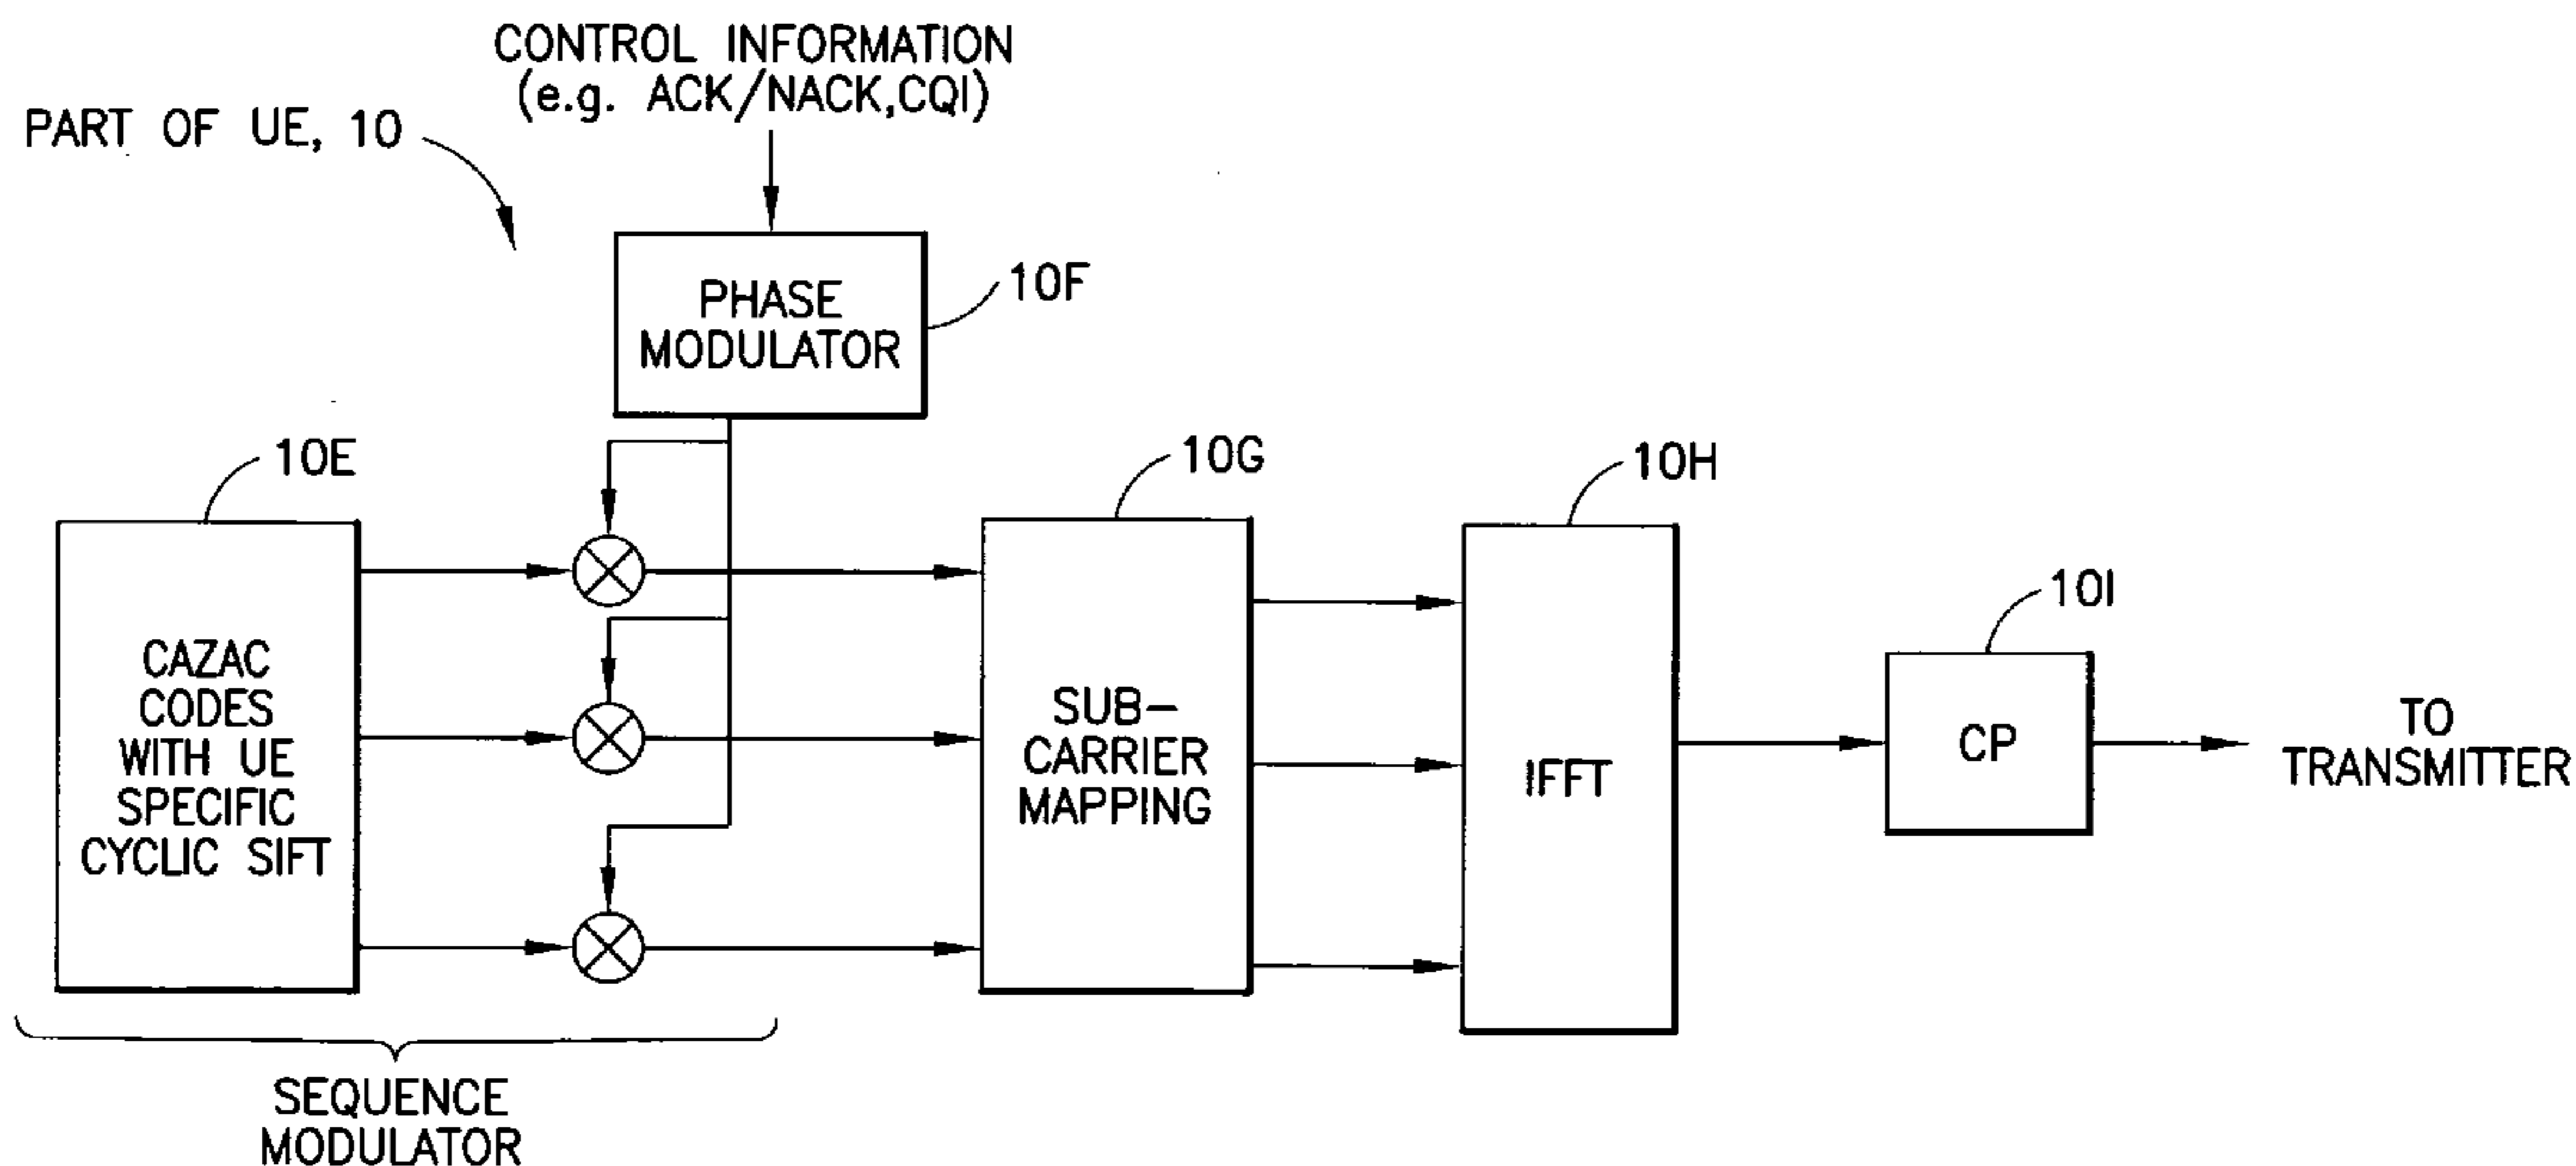 CONTROL INFORMATION
(e.g. ACK/NACK,CQI)
PART OF UE, 10
PHASE
MODULATOR
10F
10E
10G
10H
10I
CAZAC
CODES
WITH UE
SPECIFIC
CYCLIC SIFT
SUB-
CARRIER
MAPPING
IFFT
CP
TO
TRANSMITTER
SEQUENCE
MODULATOR